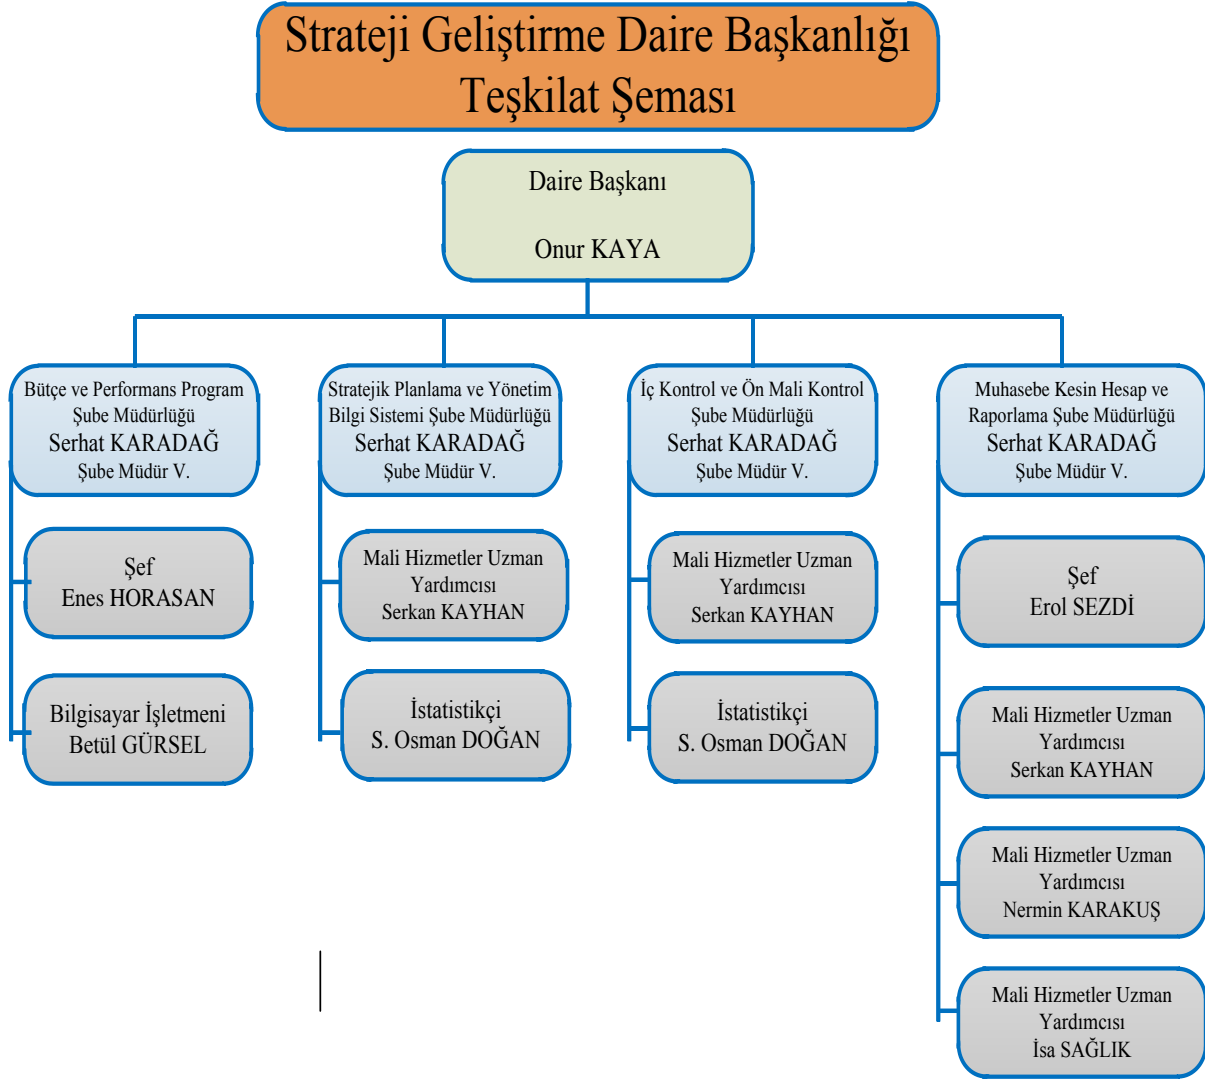 Strateji Geliştirme Daire Başkanlığı
Teşkilat Şeması
Daire Başkanı
Onur KAYA
Bütçe ve Performans Program
Şube Müdürlüğü
Serhat KARADAĞ
Şube Müdür V.
Stratejik Planlama ve Yönetim
Bilgi Sistemi Şube Müdürlüğü
Serhat KARADAĞ
Şube Müdür V.
İç Kontrol ve Ön Mali Kontrol
Şube Müdürlüğü
Serhat KARADAĞ
Şube Müdür V.
Muhasebe Kesin Hesap ve
Raporlama Şube Müdürlüğü
Serhat KARADAĞ
Şube Müdür V.
Şef
Enes HORASAN
Bilgisayar İşletmeni
Betül GÜRSEL
Mali Hizmetler Uzman
Yardımcısı
Serkan KAYHAN
İstatistikçi
S. Osman DOĞAN
Mali Hizmetler Uzman
Yardımcısı
Serkan KAYHAN
İstatistikçi
S. Osman DOĞAN
Şef
Erol SEZDİ
Mali Hizmetler Uzman
Yardımcısı
Serkan KAYHAN
Mali Hizmetler Uzman
Yardımcısı
Nermin KARAKUŞ
Mali Hizmetler Uzman
Yardımcısı
İsa SAĞLIK